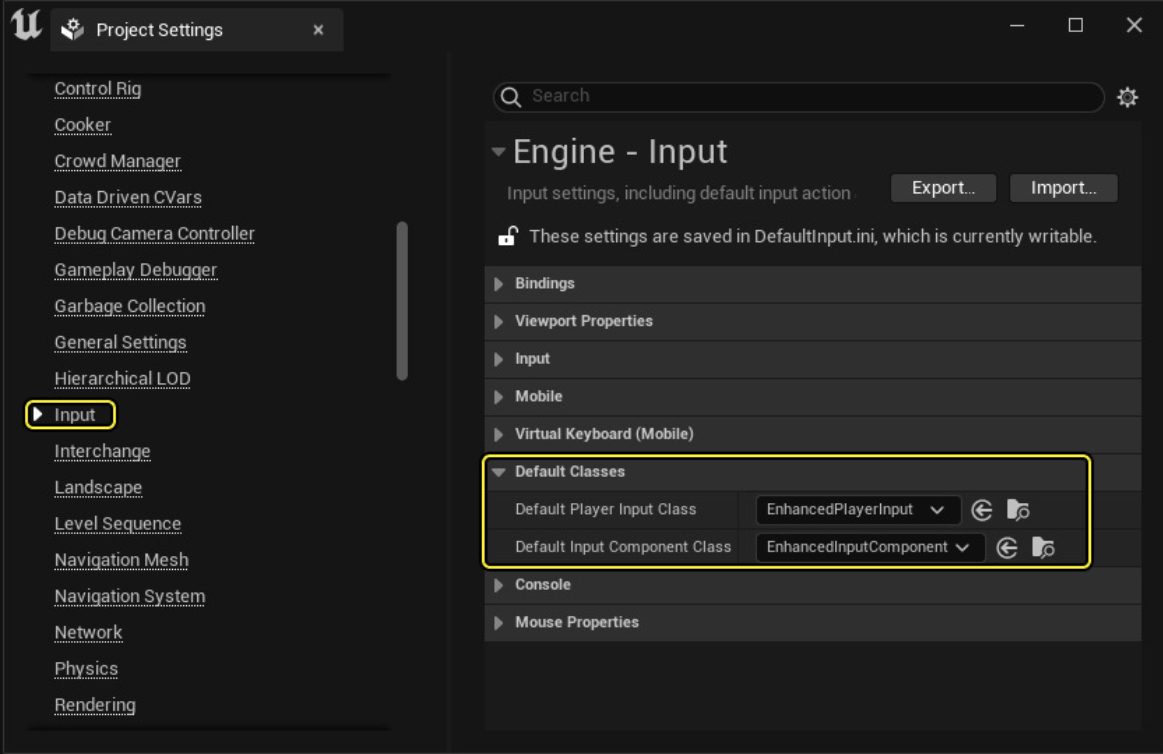 Project Settings
Control Rig
Cooker
Crowd Manager
Data Driven CVars
Debug Camera Controller
Gameplay Debugger
Garbage Collection
General Settings
Hierarchical LOD
Input
Interchange
Landscape
Level Sequence
Navigation Mesh
Navigation System
Network
Physics
Rendering
Search
Engine - Input
Input settings, including default input action
Export...
Import...
These settings are saved in DefaultInput.ini, which is currently writable.
Bindings
Viewport Properties
Input
Mobile
Virtual Keyboard (Mobile)
Default Classes
Default Player Input Class EnhancedPlayerInput
Default Input Component Class EnhancedInputComponent
Console
Mouse Properties